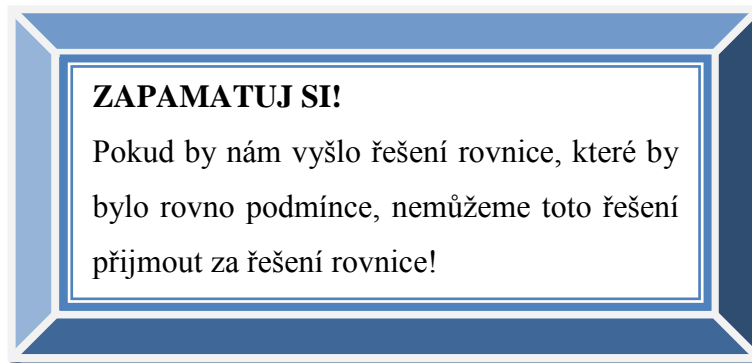 ZAPAMATUJ SI!
Pokud by nám vyšlo řešení rovnice, které by
bylo rovno podmínce, nemůžeme toto řešení
přijmout za řešení rovnice!